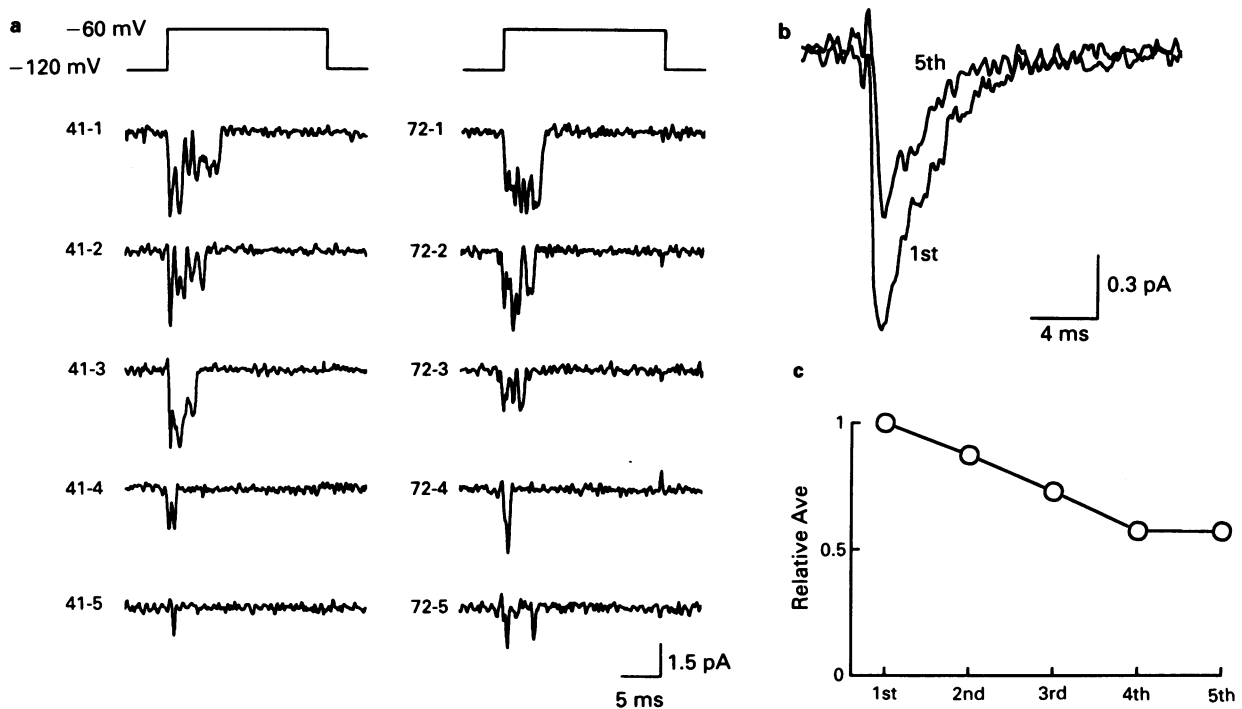 a
−60 mV
−120 mV
41-1
72-1
41-2
72-2
41-3
72-3
41-4
72-4
41-5
72-5
1.5 pA
5 ms
b
5th
1st
0.3 pA
4 ms
c
Relative Ave
1
0.5
0
1st 2nd 3rd 4th 5th